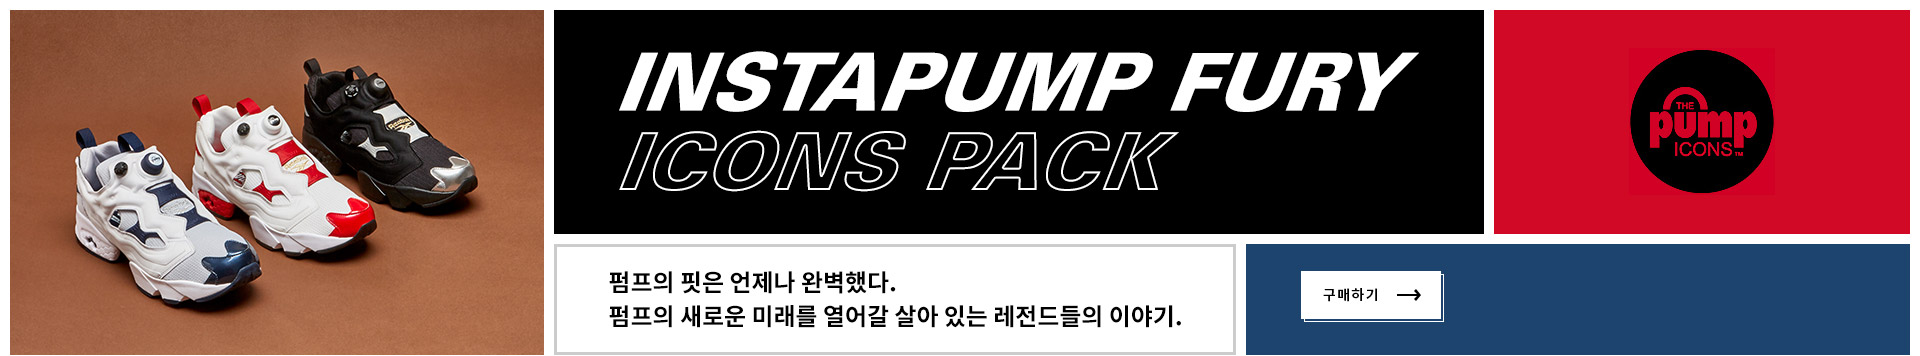 INSTAPUMP FURY
ICONS PACK
THE
pump
ICONS™
펌프의 핏은 언제나 완벽했다.
펌프의 새로운 미래를 열어갈 살아 있는 레전드들의 이야기.
구매하기 →